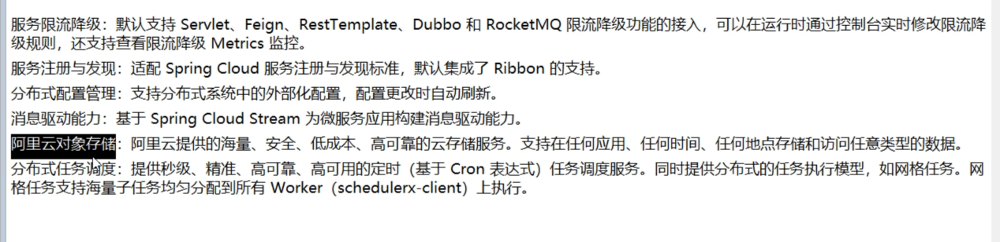 服务限流降级：默认支持 Servlet、Feign、RestTemplate、Dubbo 和 RocketMQ 限流降级功能的接入，可以在运行时通过控制台实时修改限流降
级规则，还支持查看限流降级 Metrics 监控。
服务注册与发现：适配 Spring Cloud 服务注册与发现标准，默认集成了 Ribbon 的支持。
分布式配置管理：支持分布式系统中的外部化配置，配置更改时自动刷新。
消息驱动能力：基于 Spring Cloud Stream 为微服务应用构建消息驱动能力。
阿里云对象存储：阿里云提供的海量、安全、低成本、高可靠的云存储服务。支持在任何应用、任何时间、任何地点存储和访问任意类型的数据。
分布式任务调度：提供秒级、精准、高可靠、高可用的定时（基于 Cron 表达式）任务调度服务。同时提供分布式的任务执行模型，如网格任务。网
格任务支持海量子任务均匀分配到所有 Worker（schedulerx-client）上执行。